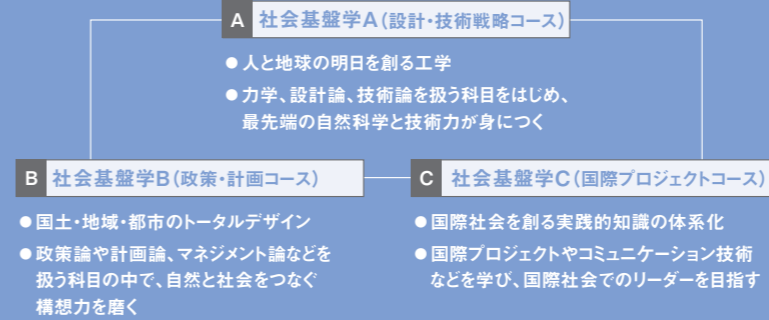 A 社会基盤学A(設計・技術戦略コース)
● 人と地球の明日を創る工学
● 力学、設計論、技術論を扱う科目をはじめ、
最先端の自然科学と技術力が身につく
B 社会基盤学B(政策・計画コース)
● 国土・地域・都市のトータルデザイン
● 政策論や計画論、マネジメント論などを
扱う科目の中で、自然と社会をつなぐ
構想力を磨く
C 社会基盤学C(国際プロジェクトコース)
● 国際社会を創る実践的知識の体系化
● 国際プロジェクトやコミュニケーション技術
などを学び、国際社会でのリーダーを目指す